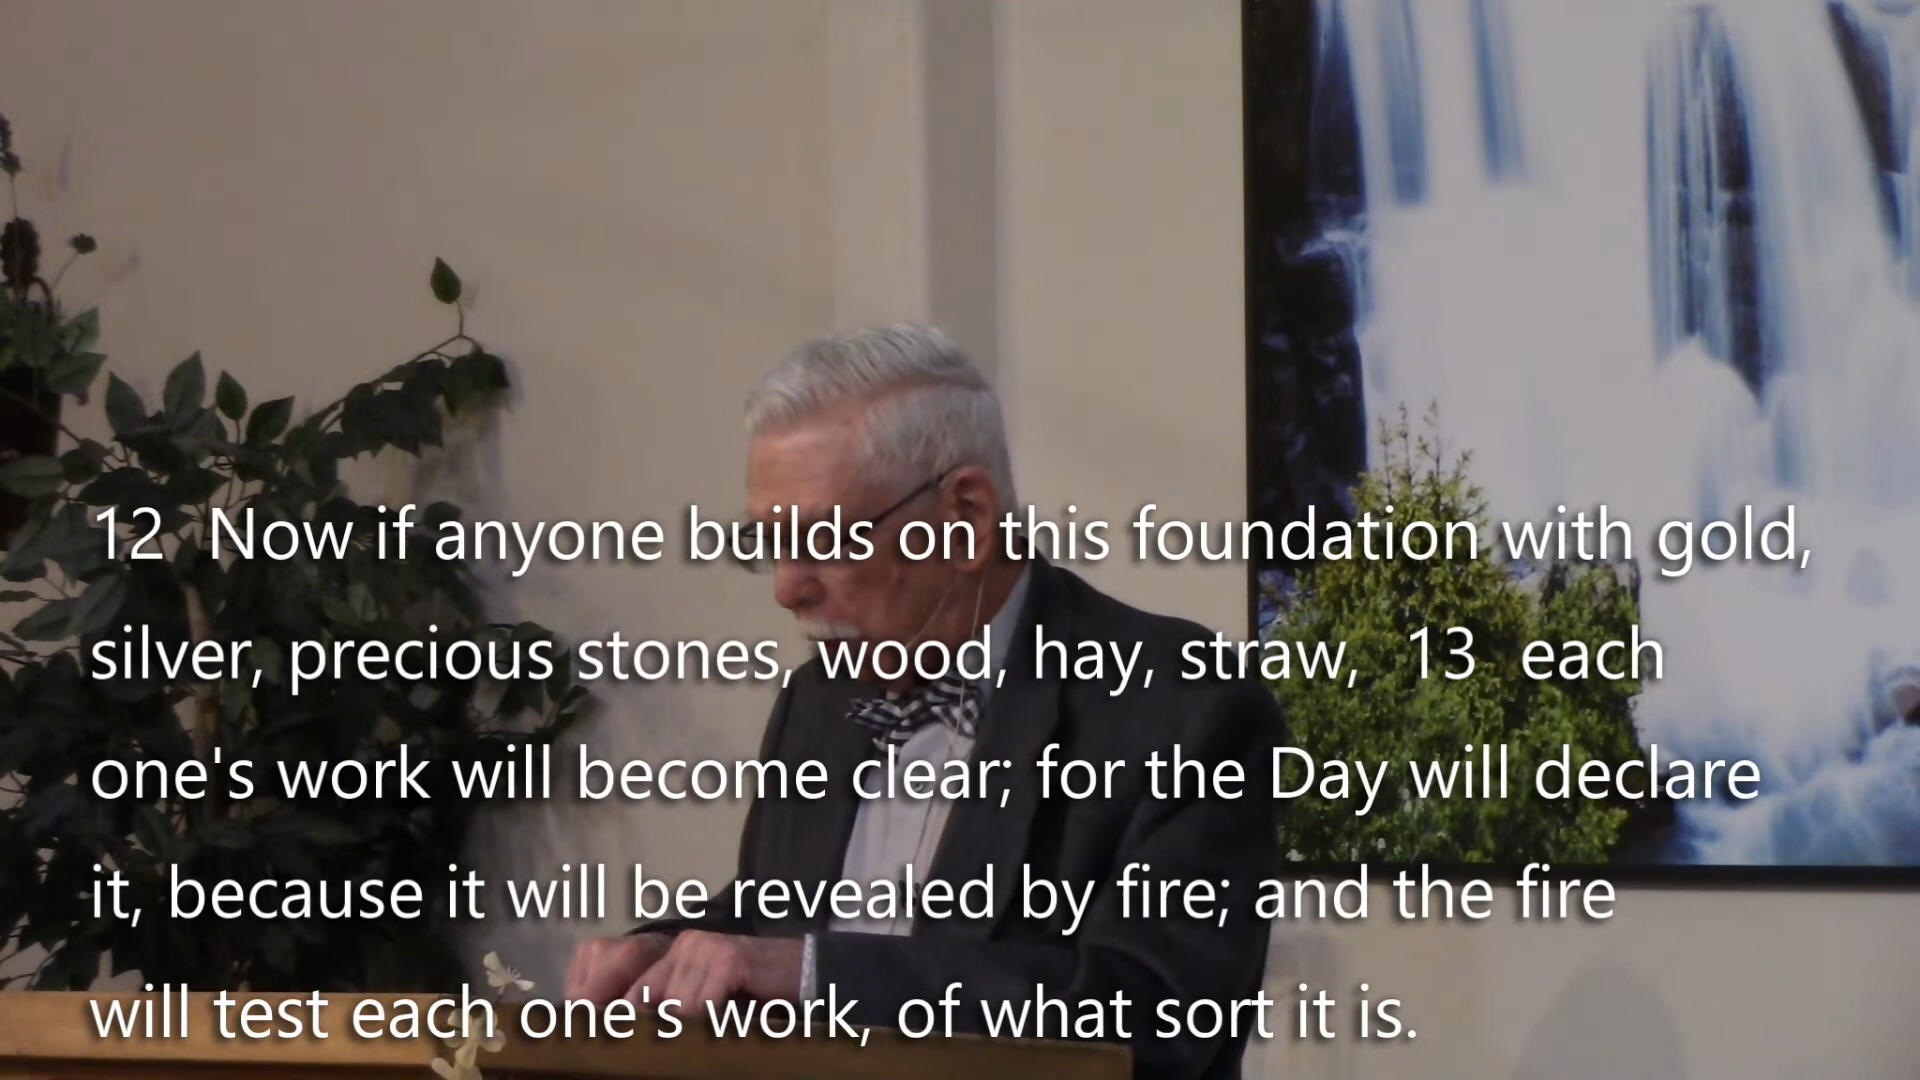 12  Now if anyone builds on this foundation with gold,
silver, precious stones, wood, hay, straw,  13  each
one's work will become clear; for the Day will declare
it, because it will be revealed by fire; and the fire
will test each one's work, of what sort it is.